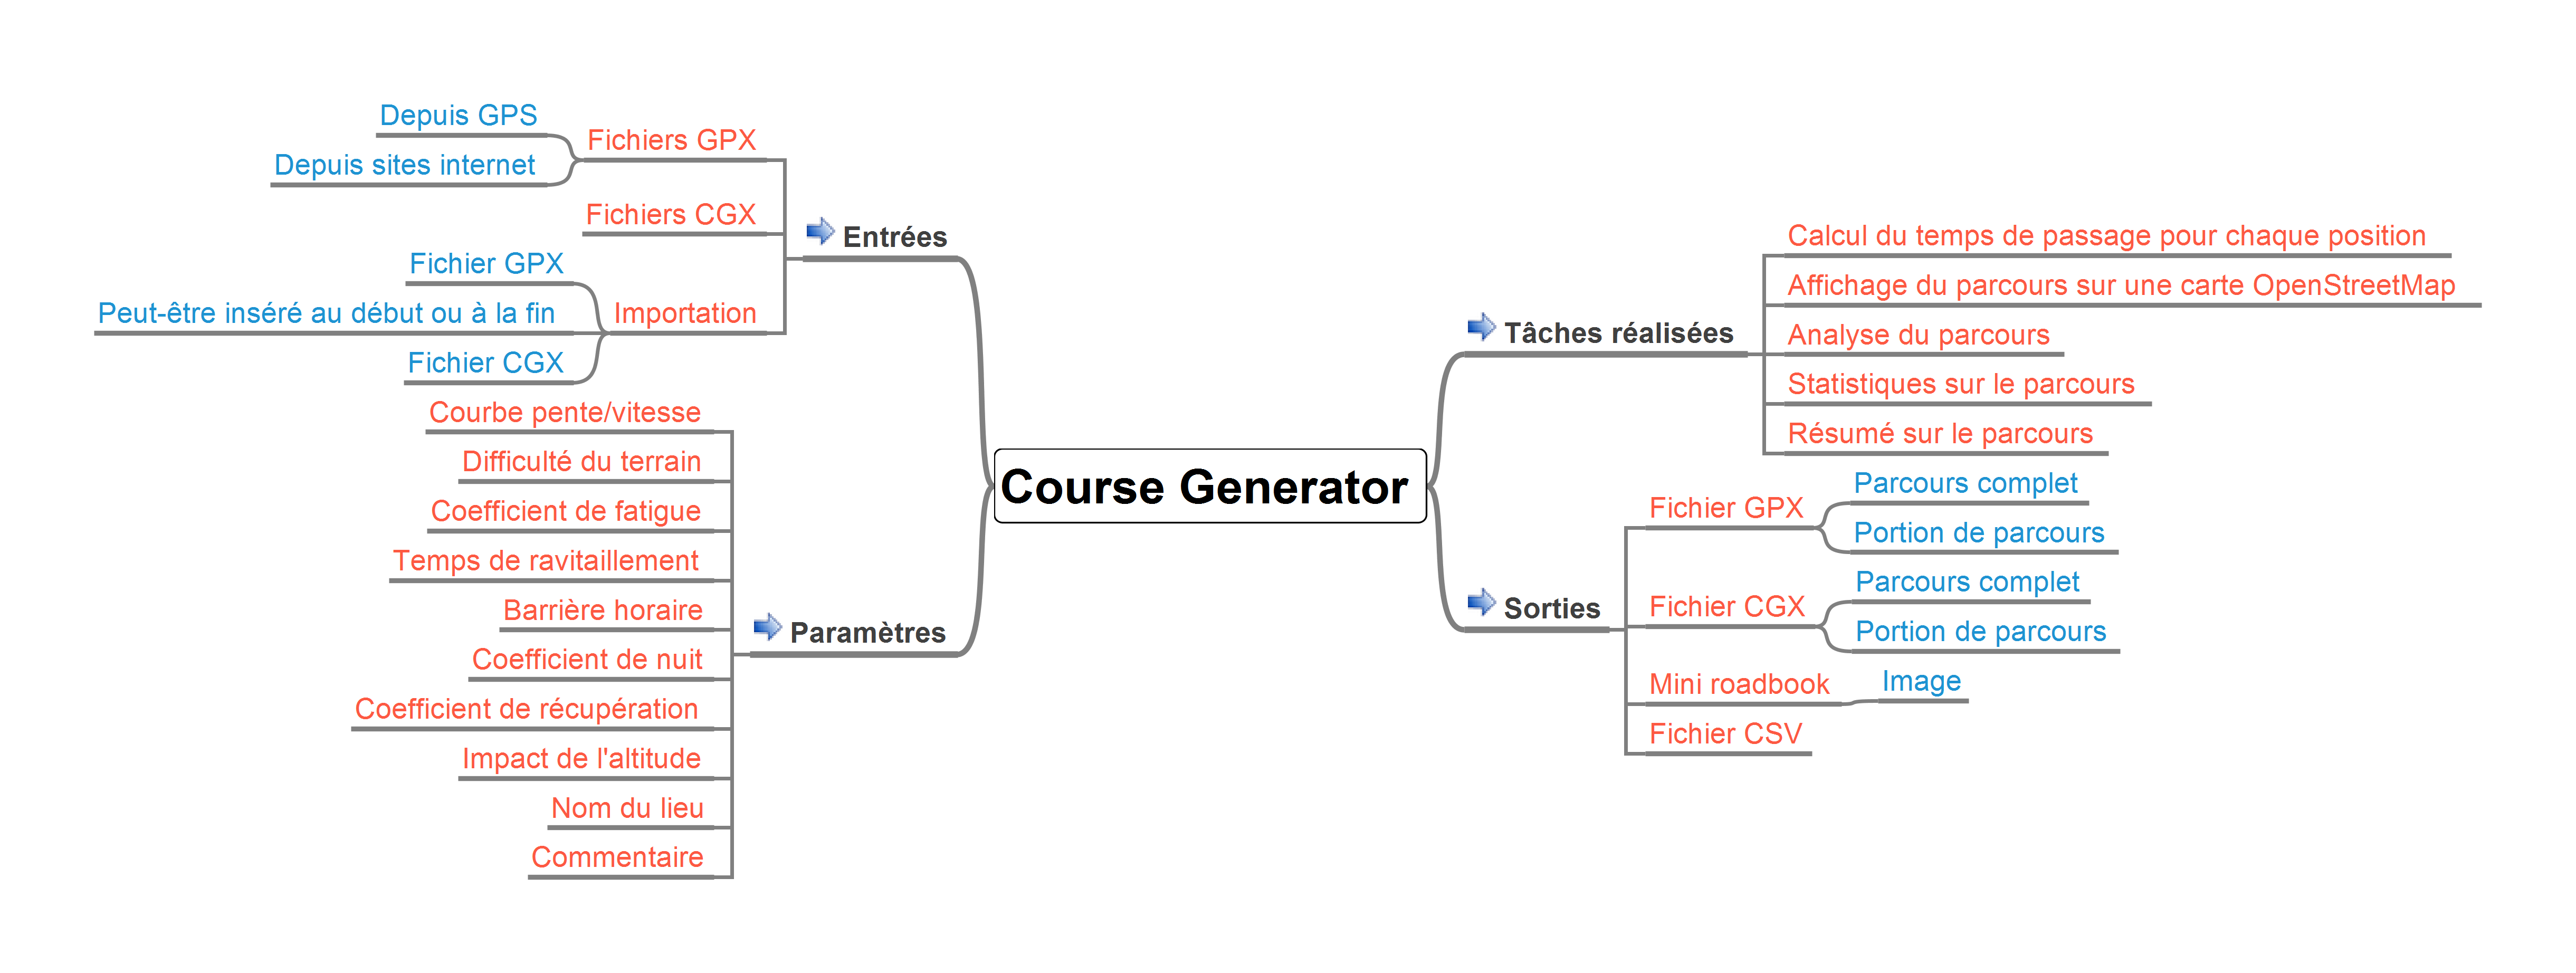 Depuis GPS
Depuis sites internet
Fichiers GPX
Fichiers CGX
Fichier GPX
Peut-être inséré au début ou à la fin
Fichier CGX
Importation
Entrées
Courbe pente/vitesse
Difficulté du terrain
Coefficient de fatigue
Temps de ravitaillement
Barrière horaire
Coefficient de nuit
Coefficient de récupération
Impact de l'altitude
Nom du lieu
Commentaire
Paramètres
Course Generator
Tâches réalisées
Calcul du temps de passage pour chaque position
Affichage du parcours sur une carte OpenStreetMap
Analyse du parcours
Statistiques sur le parcours
Résumé sur le parcours
Sorties
Fichier GPX
Parcours complet
Portion de parcours
Fichier CGX
Parcours complet
Portion de parcours
Mini roadbook
Image
Fichier CSV